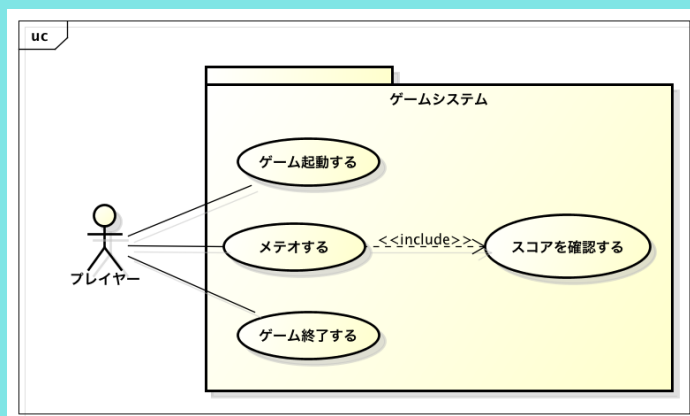 uc
ゲームシステム
ゲーム起動する
メテオする
<<include>>
スコアを確認する
プレイヤー
ゲーム終了する